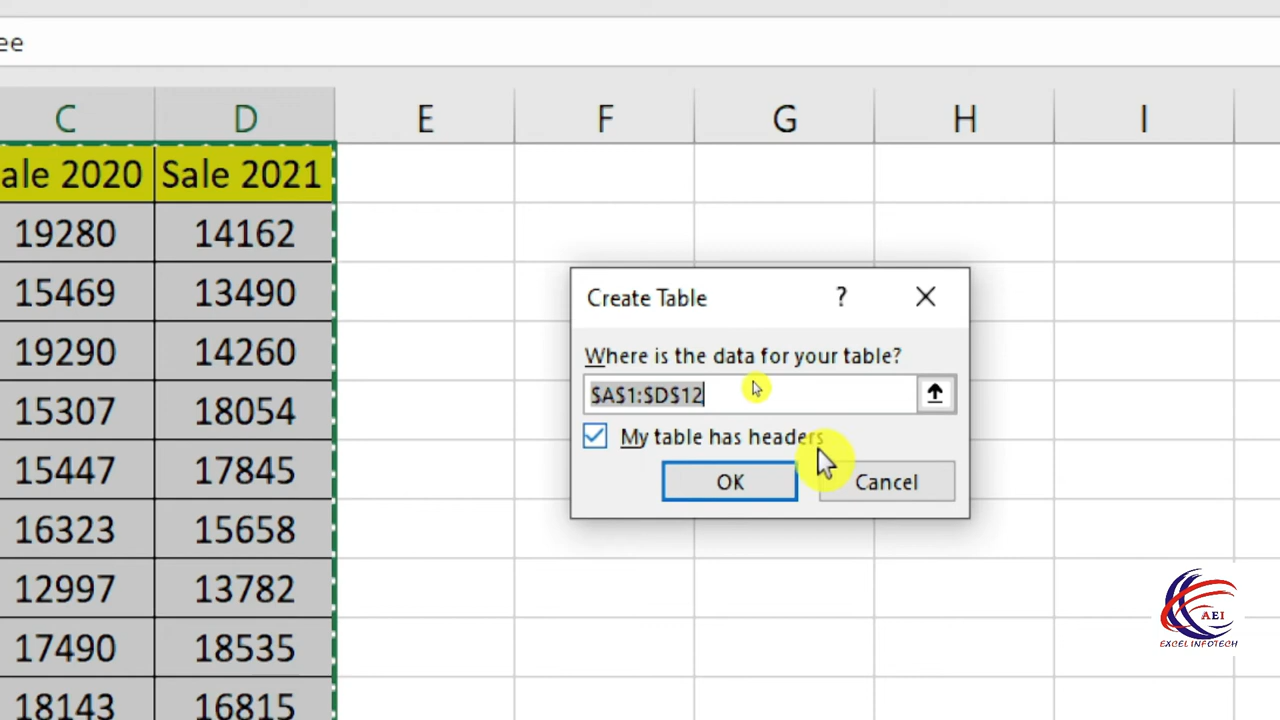 ee
C D E F G H I
ale 2020 Sale 2021
19280 14162
15469 13490
19290 14260
15307 18054
15447 17845
16323 15658
12997 13782
17490 18535
18143 16815
Create Table ?
Where is the data for your table?
$A$1:$D$12
My table has headers
OK Cancel
AEI
EXCEL INFOTECH